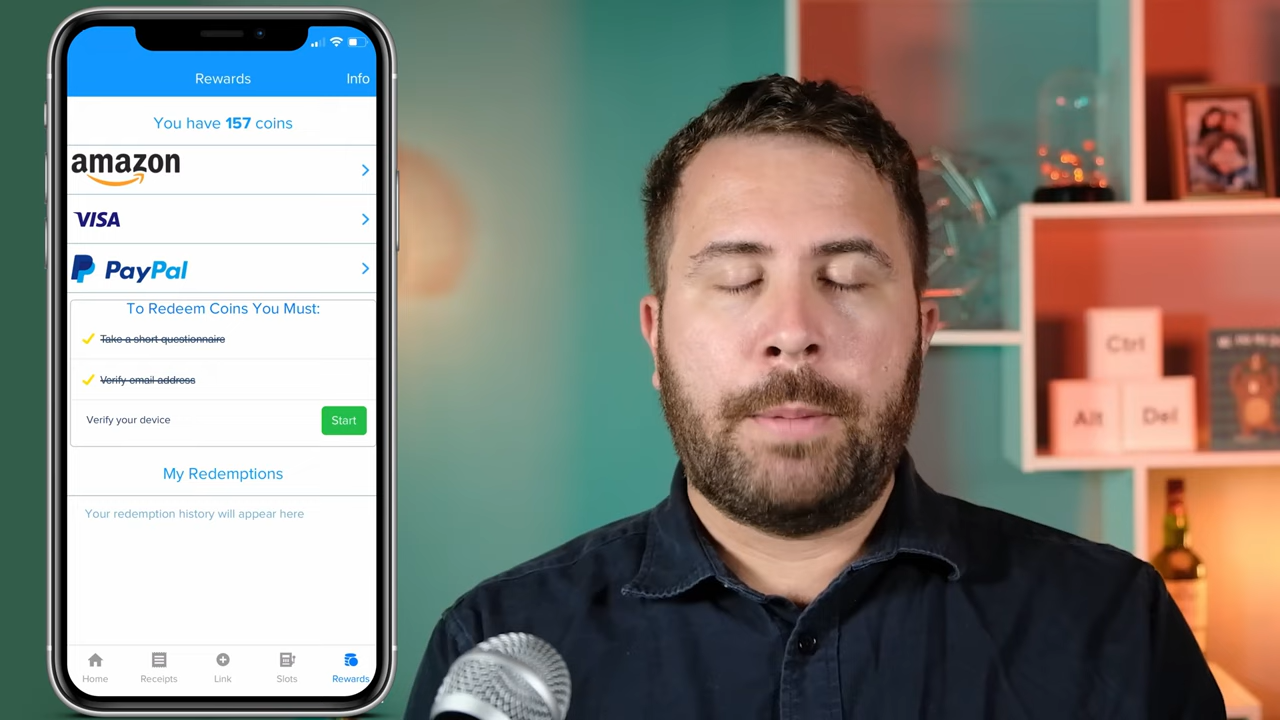 Rewards
Info
You have 157 coins
amazon
VISA
PayPal
To Redeem Coins You Must:
Take a short questionnaire
Verify email address
Verify your device
Start
My Redemptions
Your redemption history will appear here
Home
Receipts
Link
Slots
Rewards
Ctrl
Alt
Del